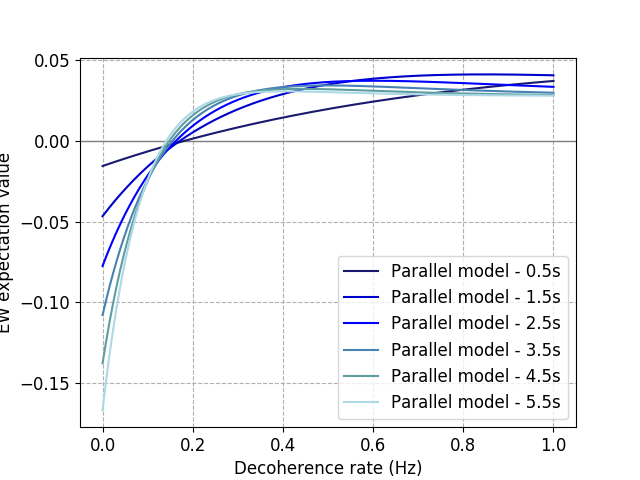 0.05
0.00
−0.05
−0.10
−0.15
EW expectation value
Parallel model - 0.5s
Parallel model - 1.5s
Parallel model - 2.5s
Parallel model - 3.5s
Parallel model - 4.5s
Parallel model - 5.5s
0.0 0.2 0.4 0.6 0.8 1.0
Decoherence rate (Hz)